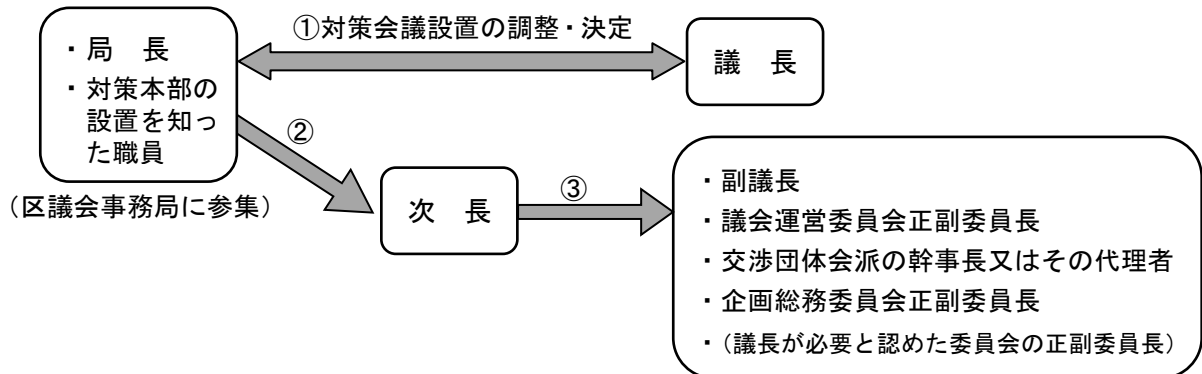 ①対策会議設置の調整・決定
・局　長
・対策本部の
設置を知っ
た職員
議　長
②
(区議会事務局に参集)
次　長
③
・副議長
・議会運営委員会正副委員長
・交渉団体会派の幹事長又はその代理者
・企画総務委員会正副委員長
・(議長が必要と認めた委員会の正副委員長)